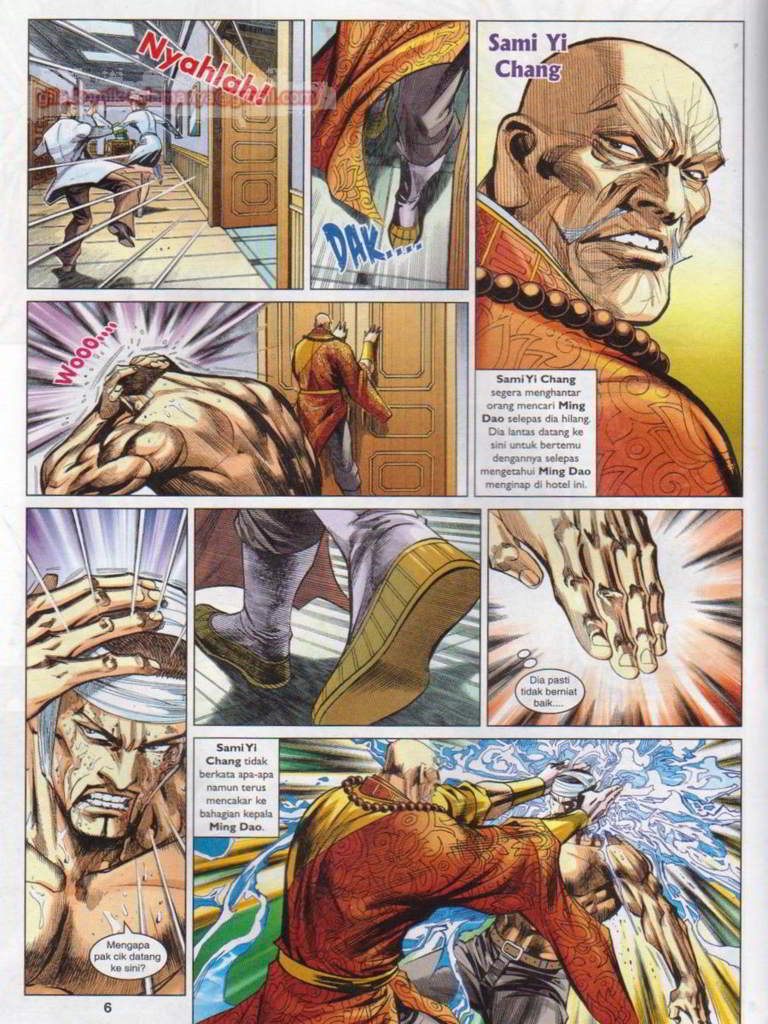 Nyahlah!
DAK.....
Sami Yi
Chang
Sami Yi Chang
segera menghantar
orang mencari Ming
Dao selepas dia hilang.
Dia lantas datang ke
sini untuk bertemu
dengannya selepas
mengetahui Ming Dao
menginap di hotel ini.
Wooo....
Mengapa
pak cik datang
ke sini?
Dia pasti
tidak berniat
baik....
Sami Yi
Chang tidak
berkata apa-apa
namun terus
mencakar ke
bahagian kepala
Ming Dao.
6